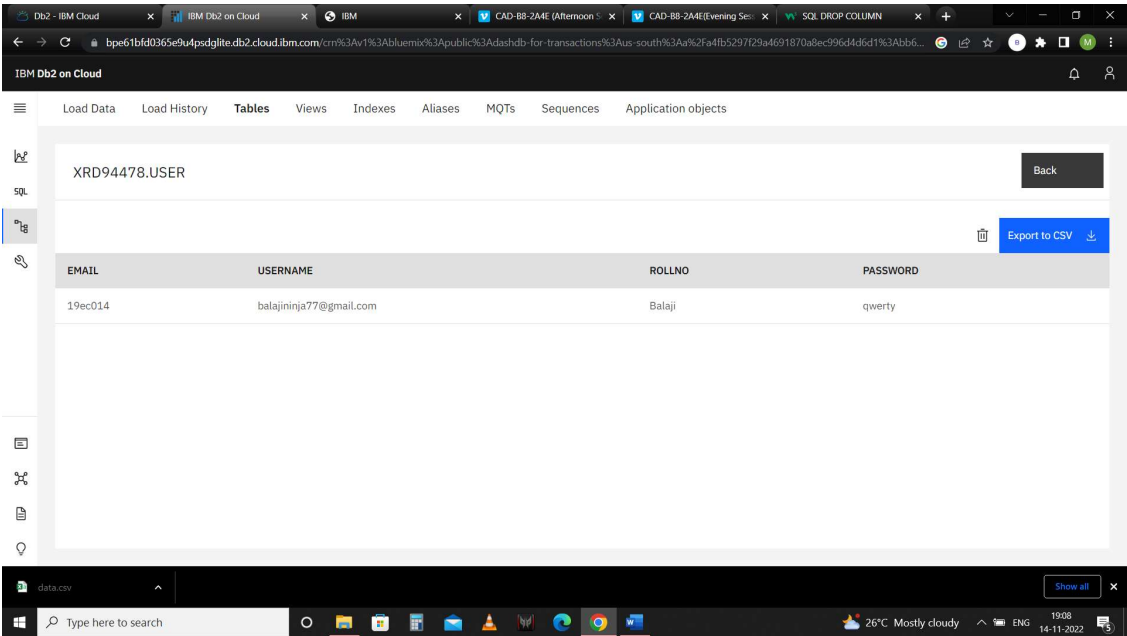 Db2 - IBM Cloud
IBM Db2 on Cloud
IBM
CAD-B8-2A4E (Afternoon S
CAD-B8-2A4E(Evening Ses
SQL DROP COLUMN
bpe61bfd0365e9u4psdglite.db2.cloud.ibm.com/crn%3Av1%3Abluemix%3Apublic%3Adashdb-for-transactions%3Aus-south%3Aa%2Fa4fb5297f29a4691870a8ec996d4d6d1%3Abb6...
IBM Db2 on Cloud
Load Data Load History Tables Views Indexes Aliases MQTs Sequences Application objects
XRD94478.USER
Back
SQL
Export to CSV
EMAIL USERNAME ROLLNO PASSWORD
19ec014 balajininja77@gmail.com Balaji qwerty
data.csv
Show all
Type here to search
26°C Mostly cloudy
ENG
19:08
14-11-2022
5